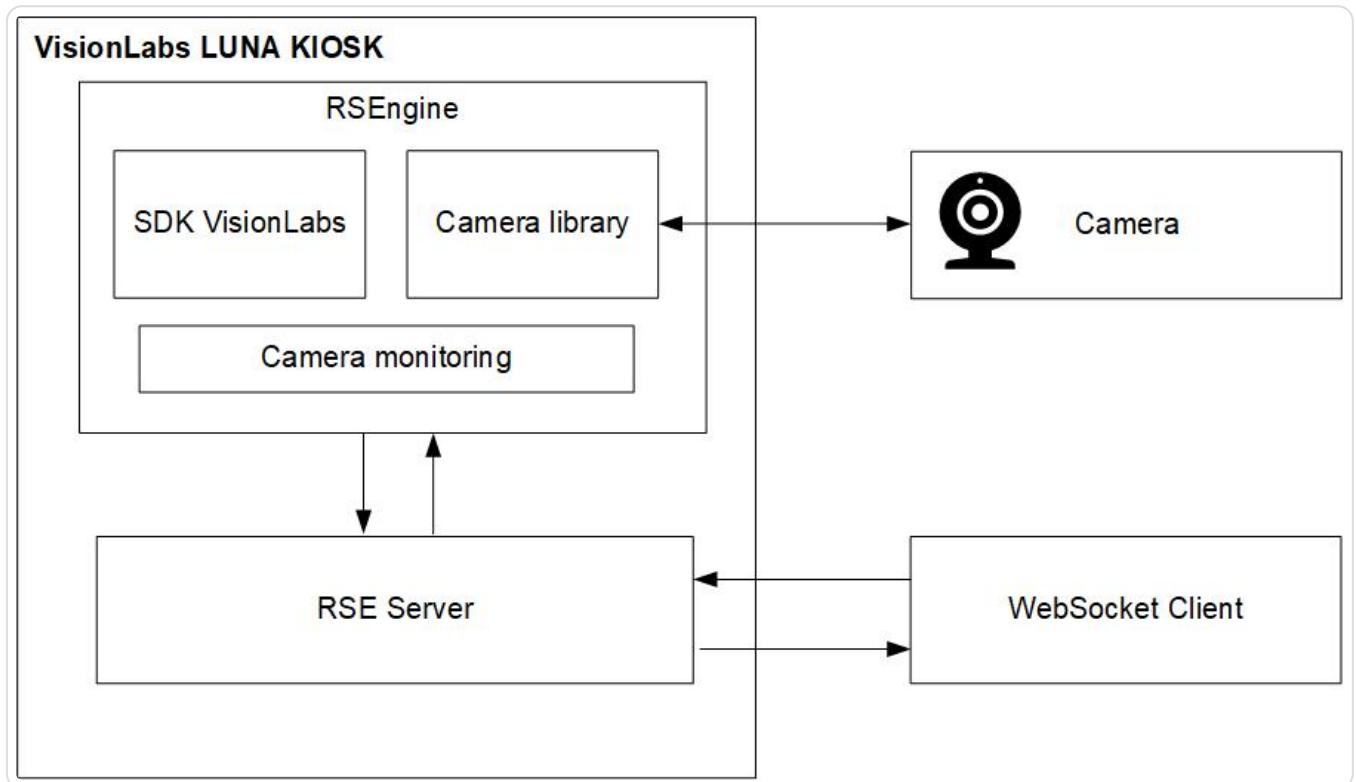 VisionLabs LUNA KIOSK
RSEngine
SDK VisionLabs
Camera library
Camera
Camera monitoring
RSE Server
WebSocket Client